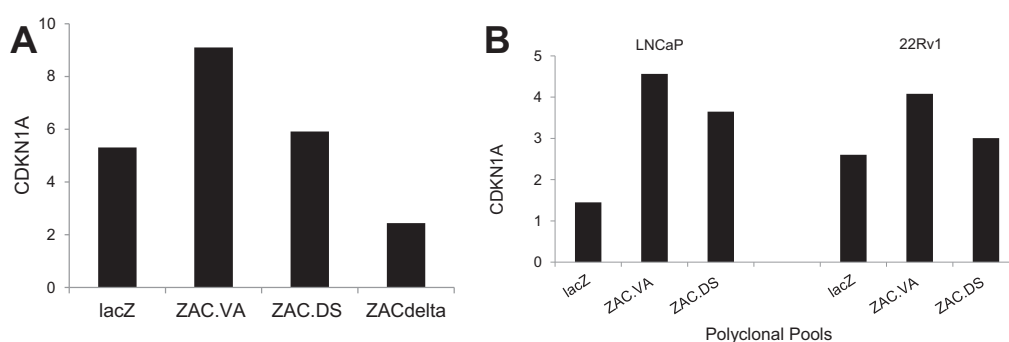 A
10
8
6
4
2
0
CDKN1A
lacZ ZAC.VA ZAC.DS ZACdelta
B
LNCaP 22Rv1
5
4
3
2
1
0
CDKN1A
lacZ ZAC.VA ZAC.DS lacZ ZAC.VA ZAC.DS
Polyclonal Pools